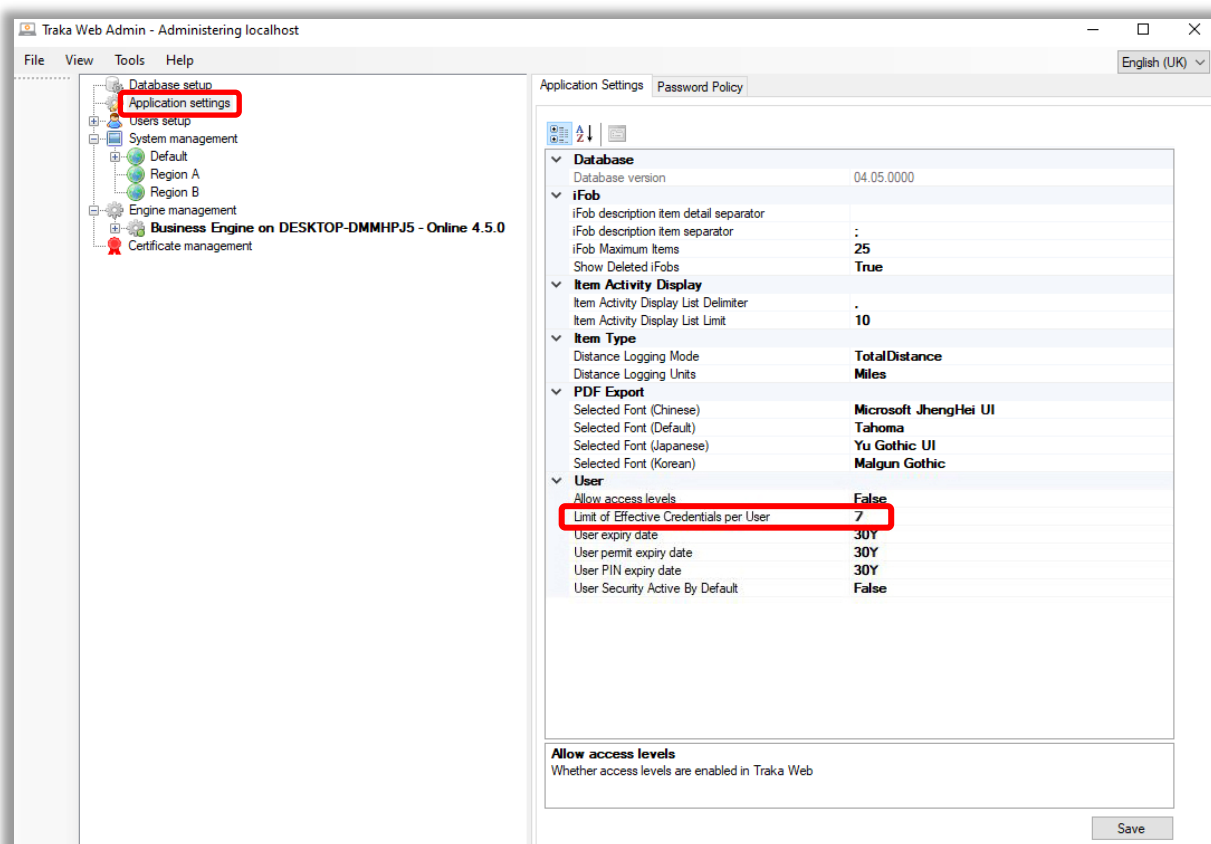 Traka Web Admin - Administering localhost
File View Tools Help
English (UK)
Database setup
Application settings
Users setup
System management
Default
Region A
Region B
Engine management
Business Engine on DESKTOP-DMMHPJ5 - Online 4.5.0
Certificate management
Application Settings Password Policy
Database
Database version 04.05.0000
iFob
iFob description item detail separator
iFob description item separator :
iFob Maximum Items 25
Show Deleted iFobs True
Item Activity Display
Item Activity Display List Delimiter .
Item Activity Display List Limit 10
Item Type
Distance Logging Mode TotalDistance
Distance Logging Units Miles
PDF Export
Selected Font (Chinese) Microsoft JhengHei UI
Selected Font (Default) Tahoma
Selected Font (Japanese) Yu Gothic UI
Selected Font (Korean) Malgun Gothic
User
Allow access levels False
Limit of Effective Credentials per User 7
User expiry date 30Y
User permit expiry date 30Y
User PIN expiry date 30Y
User Security Active By Default False
Allow access levels
Whether access levels are enabled in Traka Web
Save